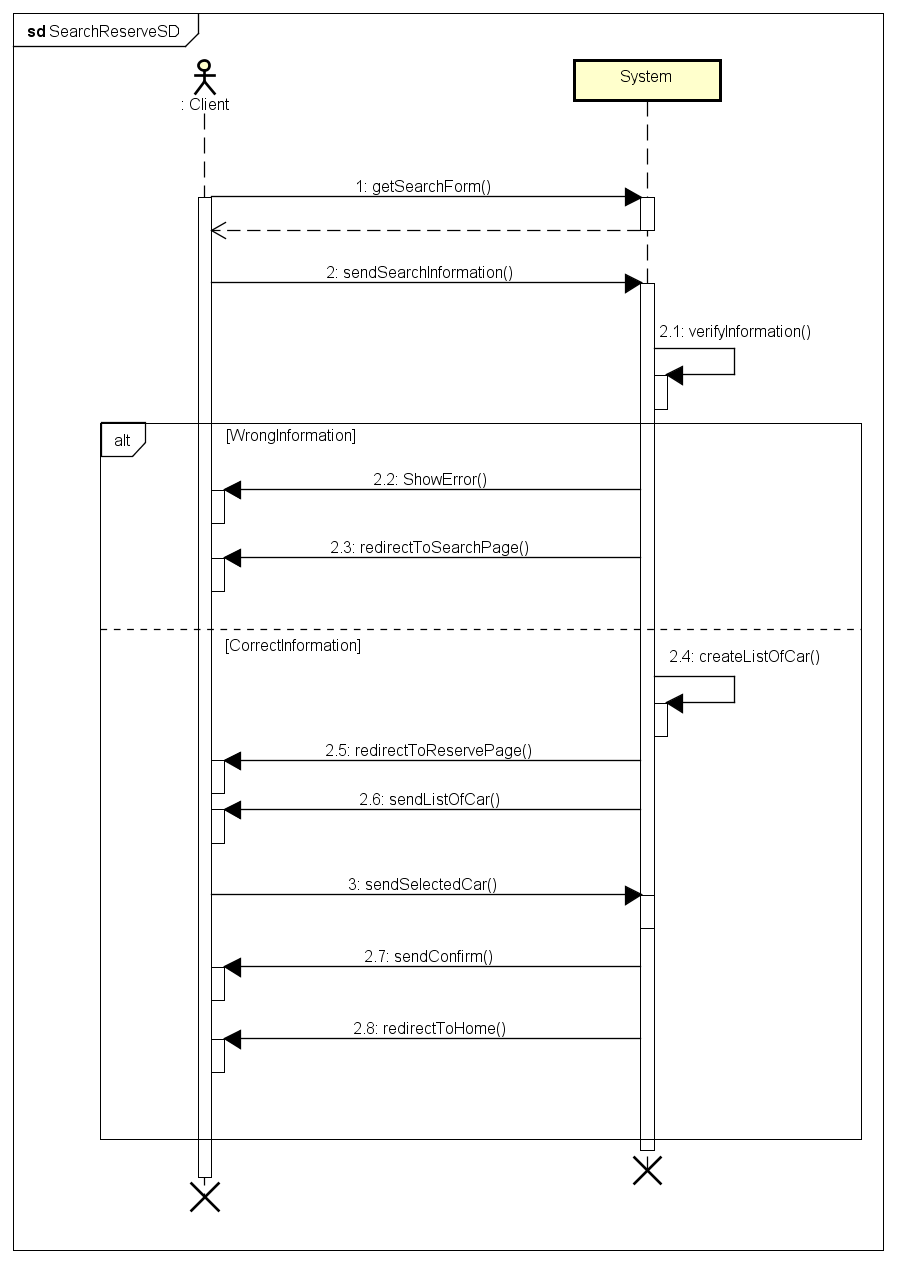 sd SearchReserveSD
: Client
System
1: getSearchForm()
2: sendSearchInformation()
2.1: verifyInformation()
alt
[WrongInformation]
2.2: ShowError()
2.3: redirectToSearchPage()
[CorrectInformation]
2.4: createListOfCar()
2.5: redirectToReservePage()
2.6: sendListOfCar()
3: sendSelectedCar()
2.7: sendConfirm()
2.8: redirectToHome()